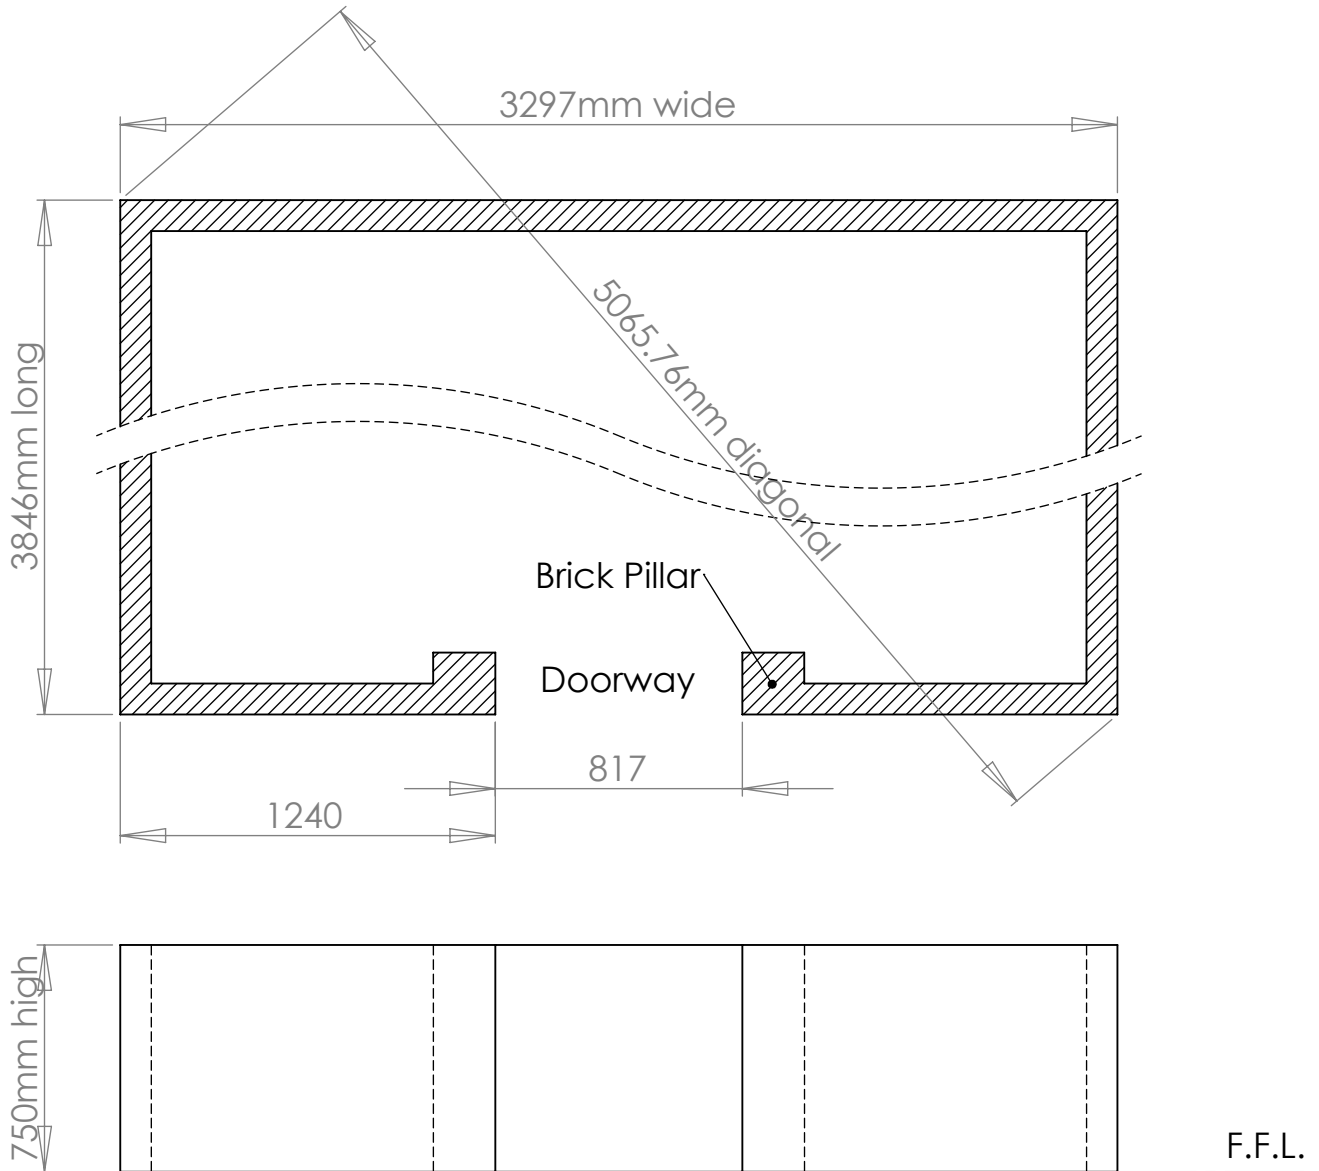 3297mm wide
5065.76mm diagonal
3846mm long
Brick Pillar
Doorway
817
1240
750mm high
F.F.L.